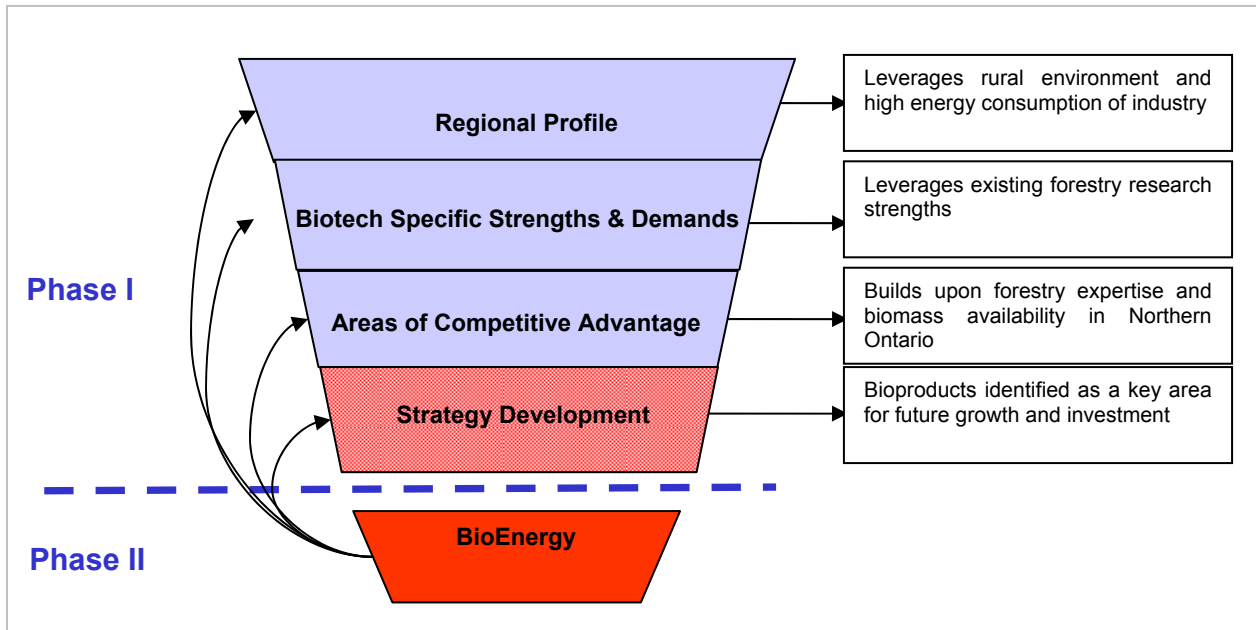 Regional Profile
Leverages rural environment and
high energy consumption of industry
Biotech Specific Strengths & Demands
Leverages existing forestry research
strengths
Phase I
Areas of Competitive Advantage
Builds upon forestry expertise and
biomass availability in Northern
Ontario
Strategy Development
Bioproducts identified as a key area
for future growth and investment
Phase II
BioEnergy